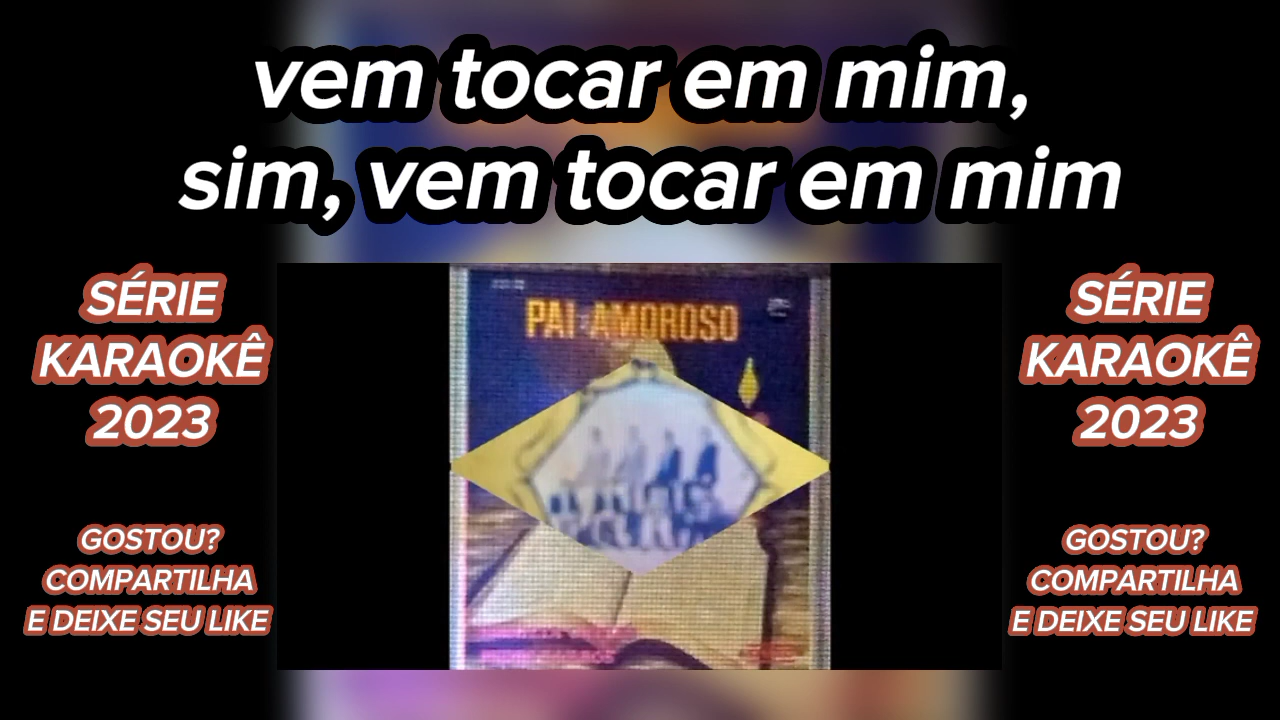 vem tocar em mim,
sim, vem tocar em mim
SÉRIE
KARAOKÊ
2023
GOSTOU?
COMPARTILHA
E DEIXE SEU LIKE
PAI AMOROSO
SÉRIE
KARAOKÊ
2023
GOSTOU?
COMPARTILHA
E DEIXE SEU LIKE